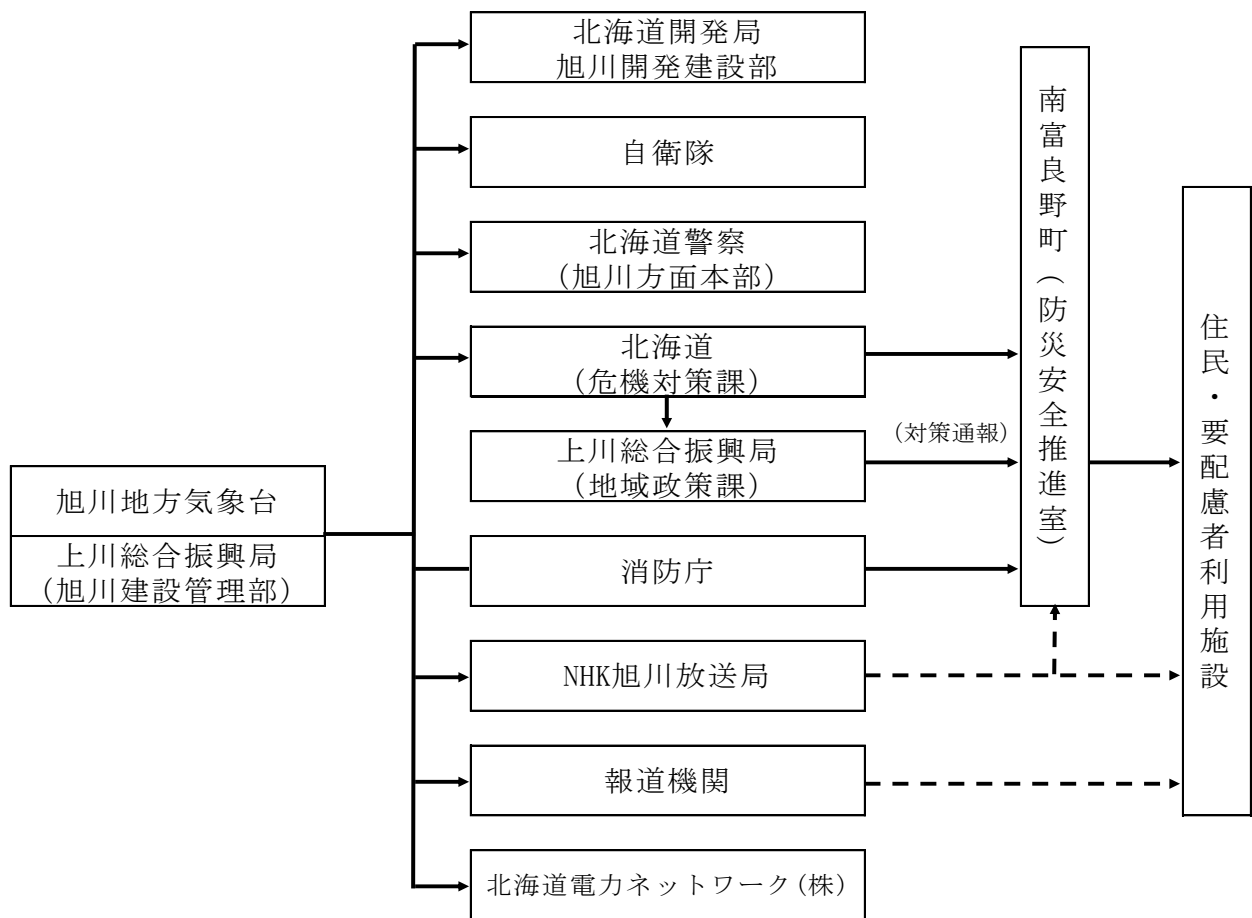 北海道開発局
旭川開発建設部
自衛隊
北海道警察
(旭川方面本部)
北海道
(危機対策課)
上川総合振興局
(地域政策課)
(対策通報)
旭川地方気象台
上川総合振興局
(旭川建設管理部)
消防庁
NHK旭川放送局
報道機関
北海道電力ネットワーク(株)
南富良野町(防災安全推進室)
住民・要配慮者利用施設